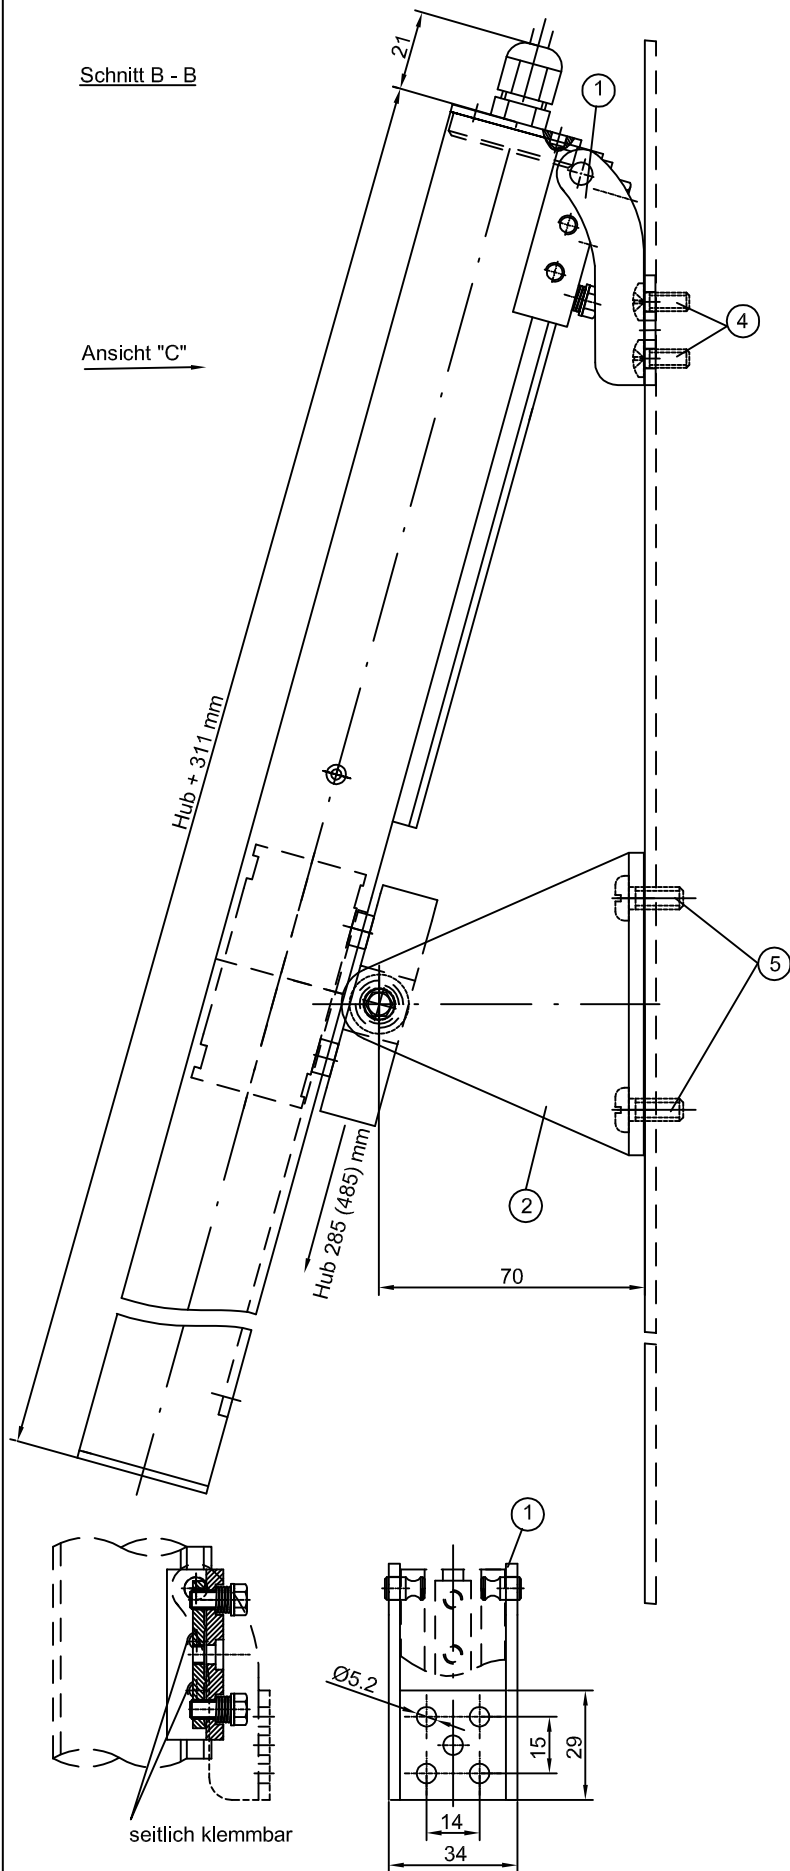 21
Schnitt B - B
1
4
Ansicht "C"
Hub + 311 mm
5
2
Hub 285 (485) mm
70
1
Ø5.2
15
29
14
34
seitlich klemmbar